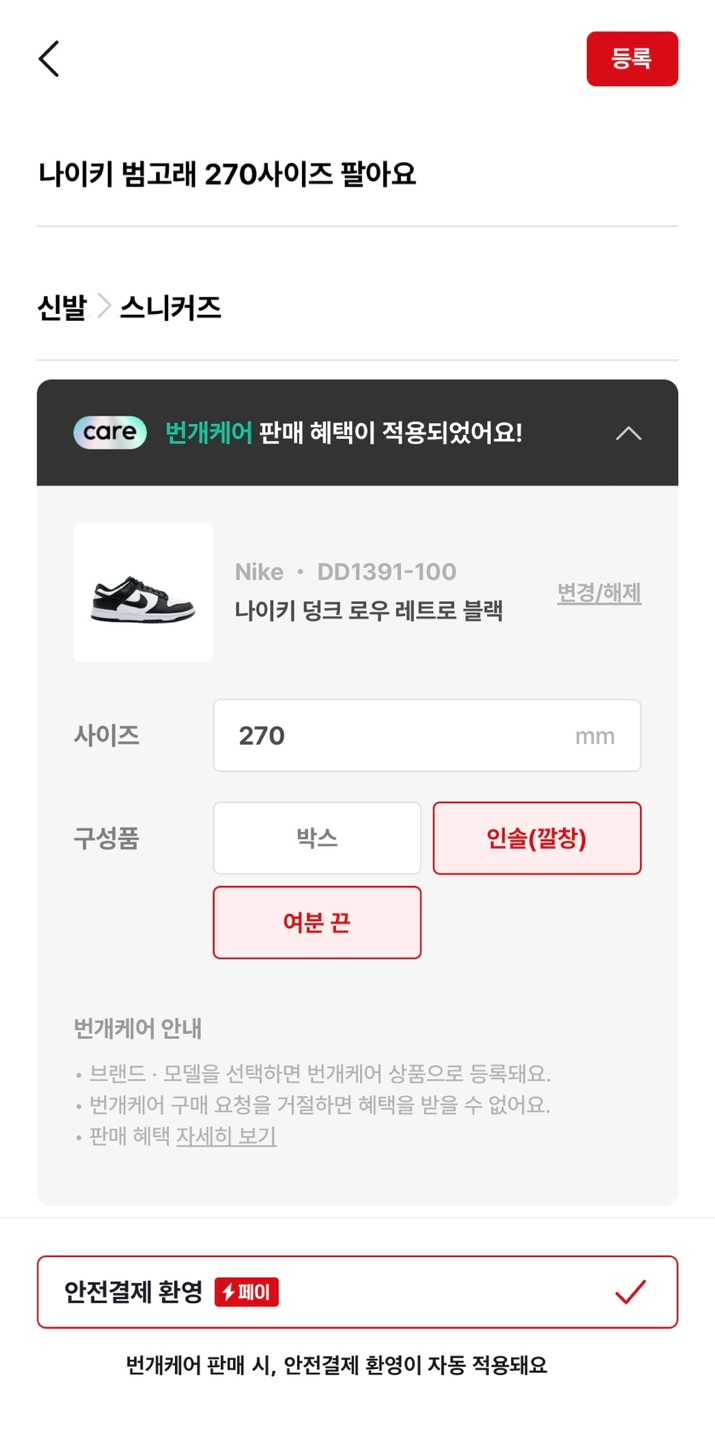 등록
나이키 범고래 270사이즈 팔아요
신발 > 스니커즈
care 번개케어 판매 혜택이 적용되었어요!
Nike • DD1391-100
나이키 덩크 로우 레트로 블랙
변경/해제
사이즈 270 mm
구성품 박스 인솔(깔창)
여분 끈
번개케어 안내
• 브랜드 · 모델을 선택하면 번개케어 상품으로 등록돼요.
• 번개케어 구매 요청을 거절하면 혜택을 받을 수 없어요.
• 판매 혜택 자세히 보기
안전결제 환영 페이
번개케어 판매 시, 안전결제 환영이 자동 적용돼요